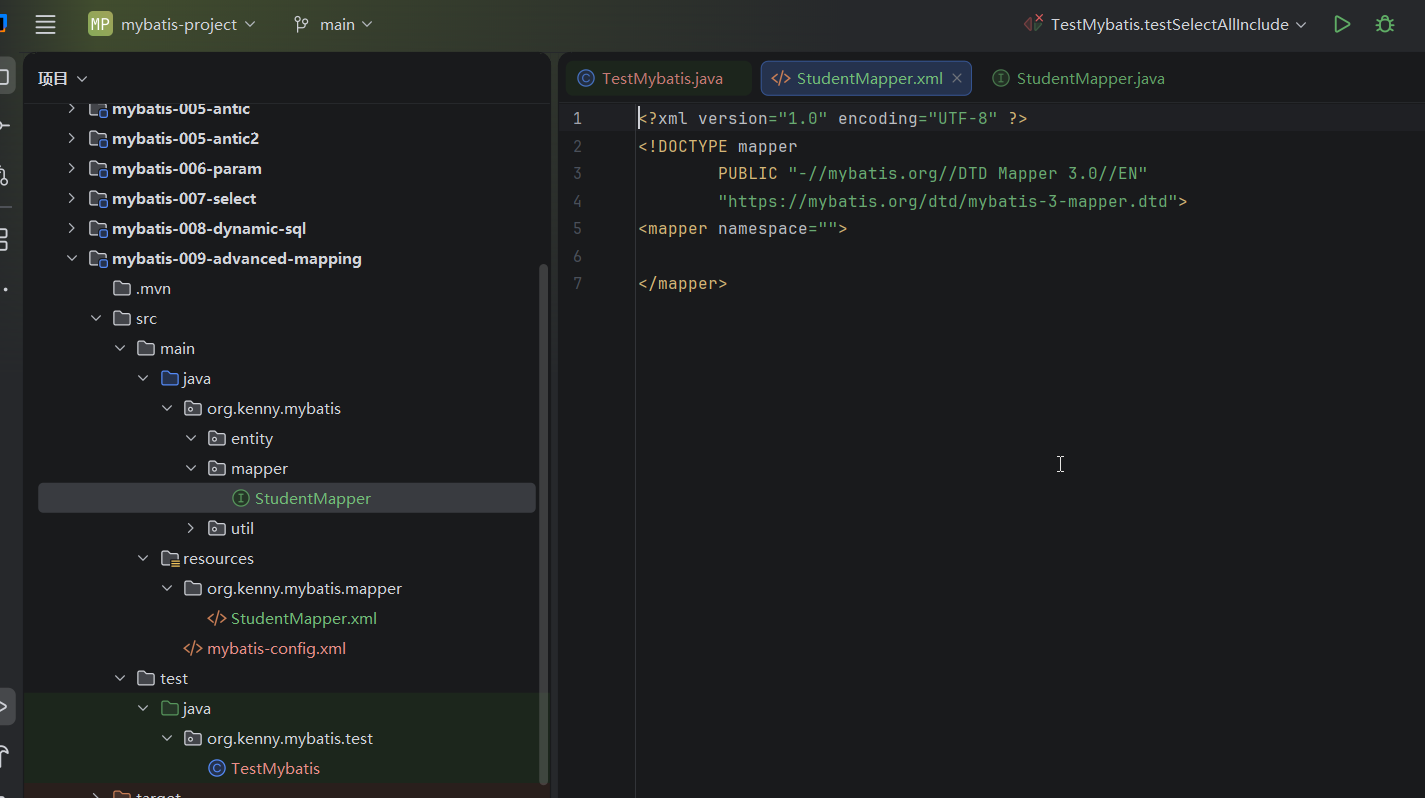 MP mybatis-project main TestMybatis.testSelectAllInclude
项目
mybatis-005-antic
mybatis-005-antic2
mybatis-006-param
mybatis-007-select
mybatis-008-dynamic-sql
mybatis-009-advanced-mapping
.mvn
src
main
java
org.kenny.mybatis
entity
mapper
StudentMapper
util
resources
org.kenny.mybatis.mapper
StudentMapper.xml
mybatis-config.xml
test
java
org.kenny.mybatis.test
TestMybatis
target
TestMybatis.java StudentMapper.xml StudentMapper.java
1 <?xml version="1.0" encoding="UTF-8" ?>
2 <!DOCTYPE mapper
3 PUBLIC "-//mybatis.org//DTD Mapper 3.0//EN"
4 "https://mybatis.org/dtd/mybatis-3-mapper.dtd">
5 <mapper namespace="">
6
7 </mapper>